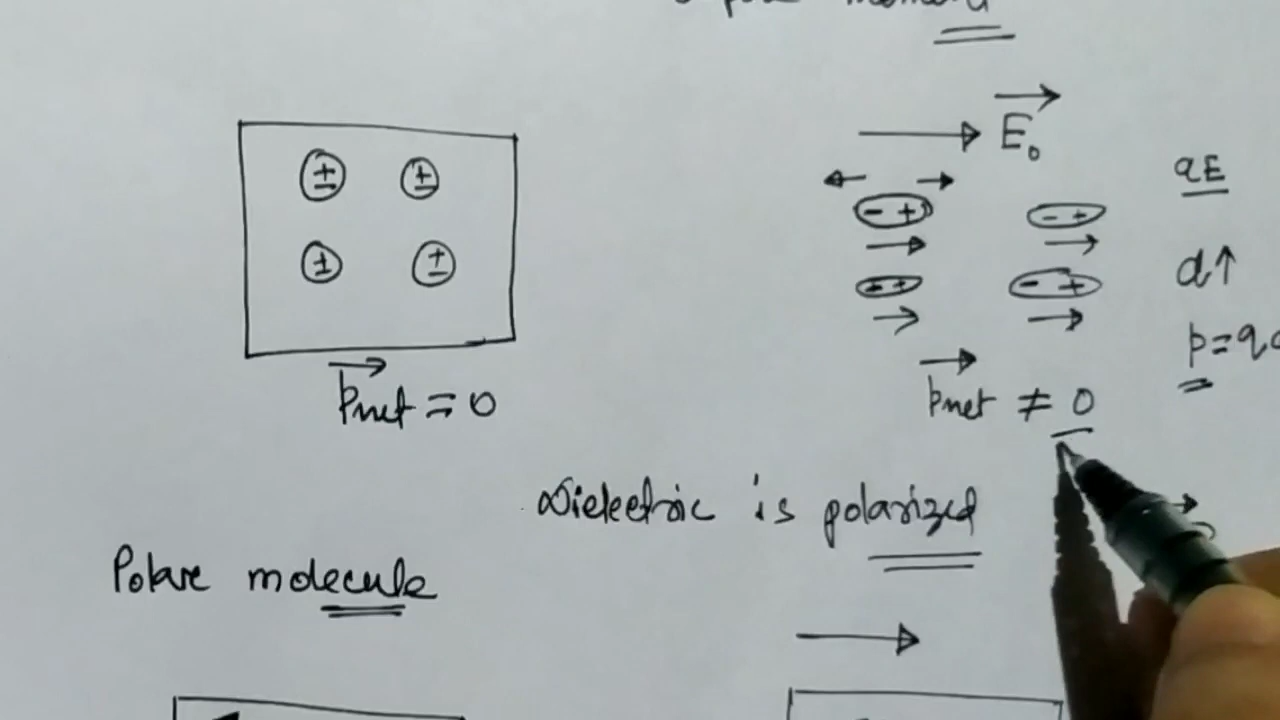 E₀
± ±
- + - +
qE
± ±
- + - +
d↑
p = q
pnet = 0
pnet ≠ 0
Dielectric is polarized
Polar molecule